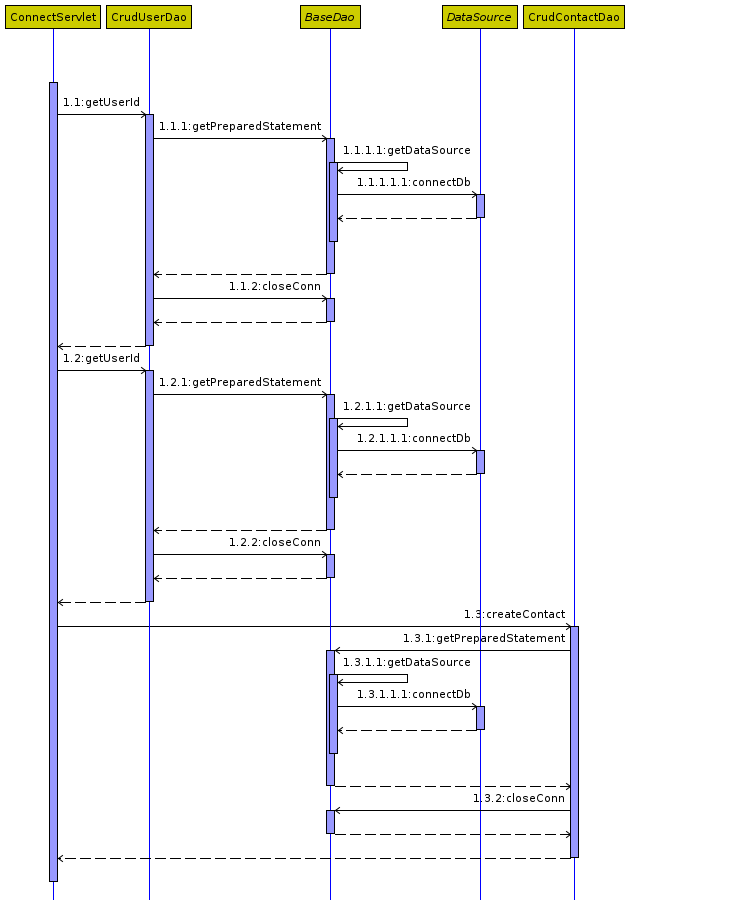 ConnectServlet CrudUserDao BaseDao DataSource CrudContactDao
1.1:getUserId
1.1.1:getPreparedStatement
1.1.1.1:getDataSource
1.1.1.1.1:connectDb
1.1.2:closeConn
1.2:getUserId
1.2.1:getPreparedStatement
1.2.1.1:getDataSource
1.2.1.1.1:connectDb
1.2.2:closeConn
1.3:createContact
1.3.1:getPreparedStatement
1.3.1.1:getDataSource
1.3.1.1.1:connectDb
1.3.2:closeConn